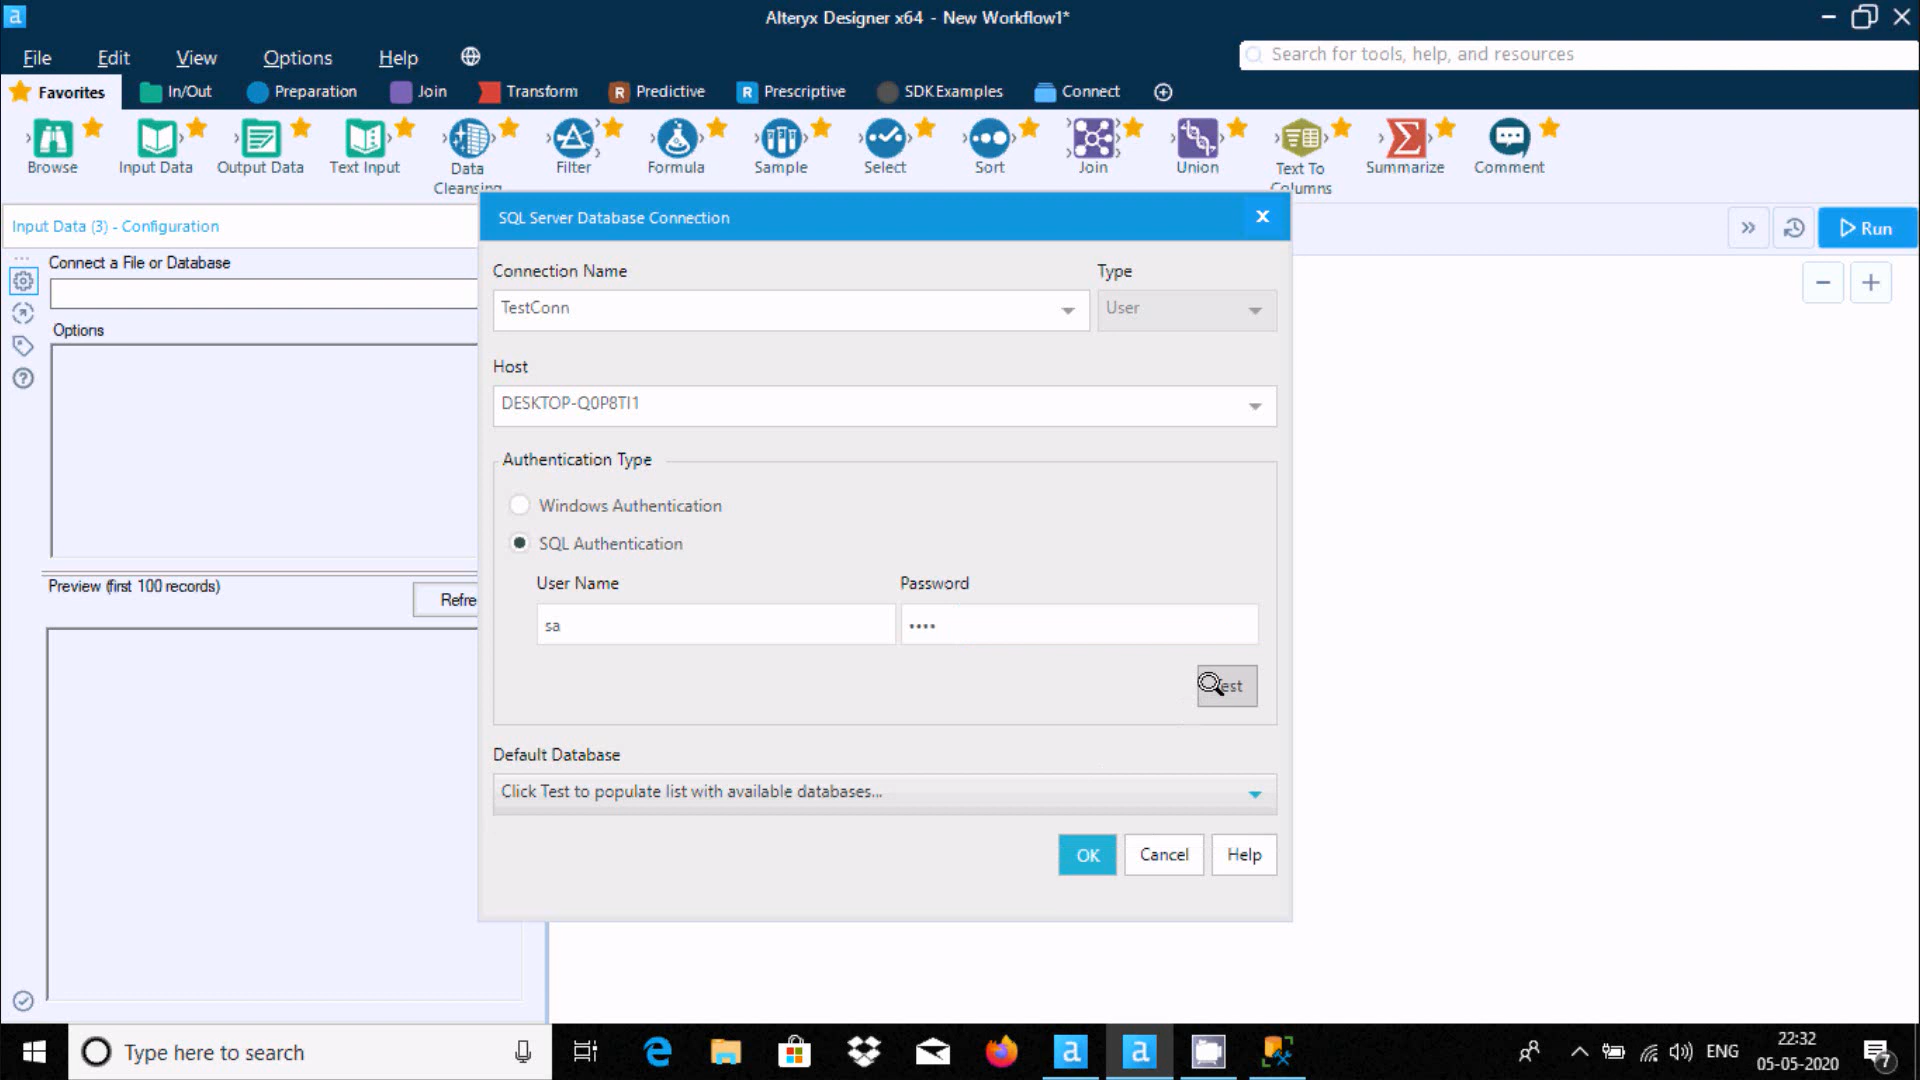 Alteryx Designer x64 - New Workflow1*
File Edit View Options Help
Search for tools, help, and resources
Favorites In/Out Preparation Join Transform Predictive Prescriptive SDKExamples Connect
Browse Input Data Output Data Text Input Data Cleansing Filter Formula Sample Select Sort Join Union Text To Columns Summarize Comment
Input Data (3) - Configuration
SQL Server Database Connection
Run
Connect a File or Database
Options
Preview (first 100 records)
Refre
Connection Name
Type
TestConn
User
Host
DESKTOP-Q0P8TI1
Authentication Type
Windows Authentication
SQL Authentication
User Name
Password
sa
••••
Default Database
Click Test to populate list with available databases...
OK
Cancel
Help
Type here to search
ENG
22:32
05-05-2020
7